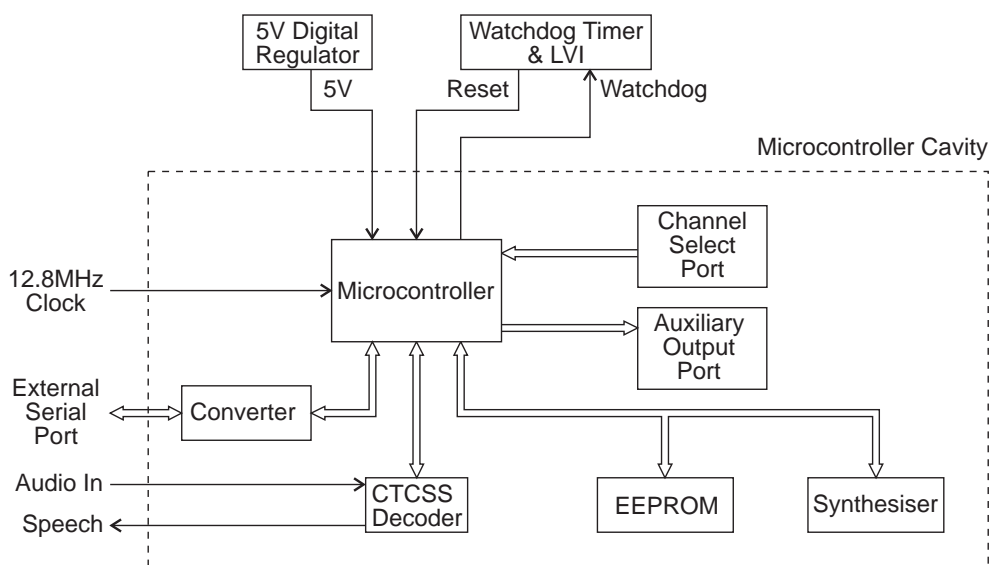 5V Digital
Regulator
Watchdog Timer
& LVI
5V
Reset
Watchdog
Microcontroller Cavity
Channel
Select
Port
12.8MHz
Clock
Microcontroller
Auxiliary
Output
Port
External
Serial
Port
Converter
Audio In
CTCSS
Decoder
EEPROM
Synthesiser
Speech